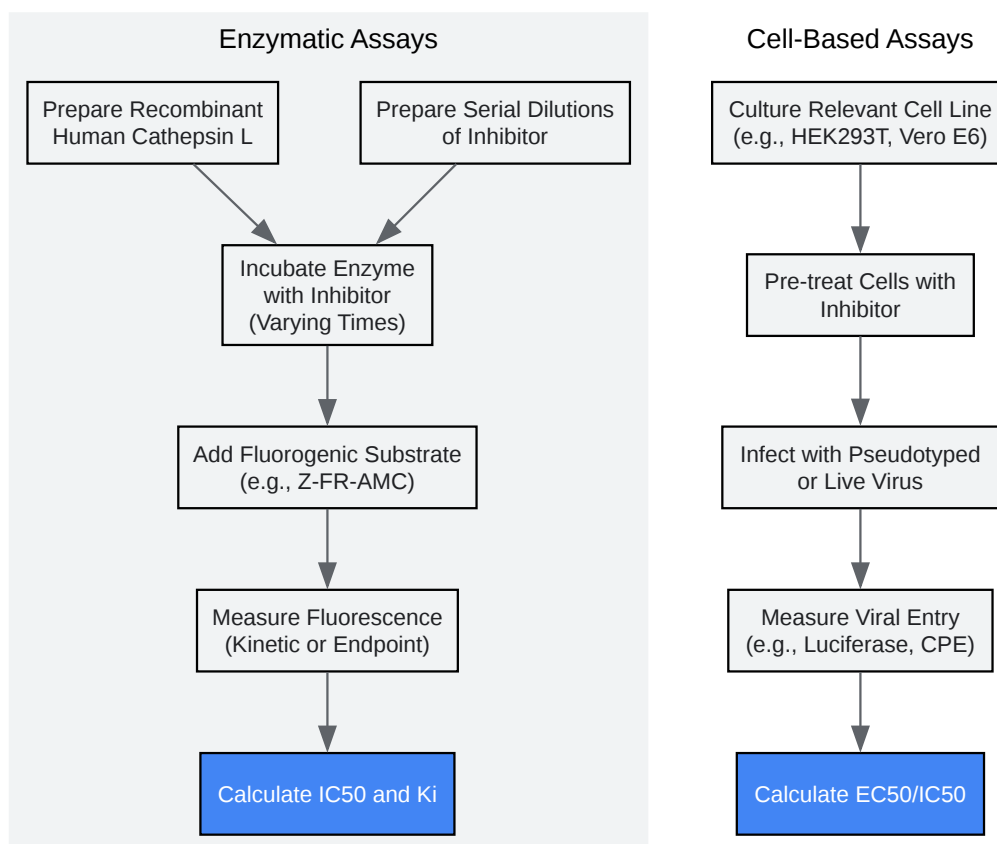 Enzymatic Assays
Prepare Recombinant
Human Cathepsin L
Prepare Serial Dilutions
of Inhibitor
Incubate Enzyme
with Inhibitor
(Varying Times)
Add Fluorogenic Substrate
(e.g., Z-FR-AMC)
Measure Fluorescence
(Kinetic or Endpoint)
Calculate IC50 and Ki
Cell-Based Assays
Culture Relevant Cell Line
(e.g., HEK293T, Vero E6)
Pre-treat Cells with
Inhibitor
Infect with Pseudotyped
or Live Virus
Measure Viral Entry
(e.g., Luciferase, CPE)
Calculate EC50/IC50